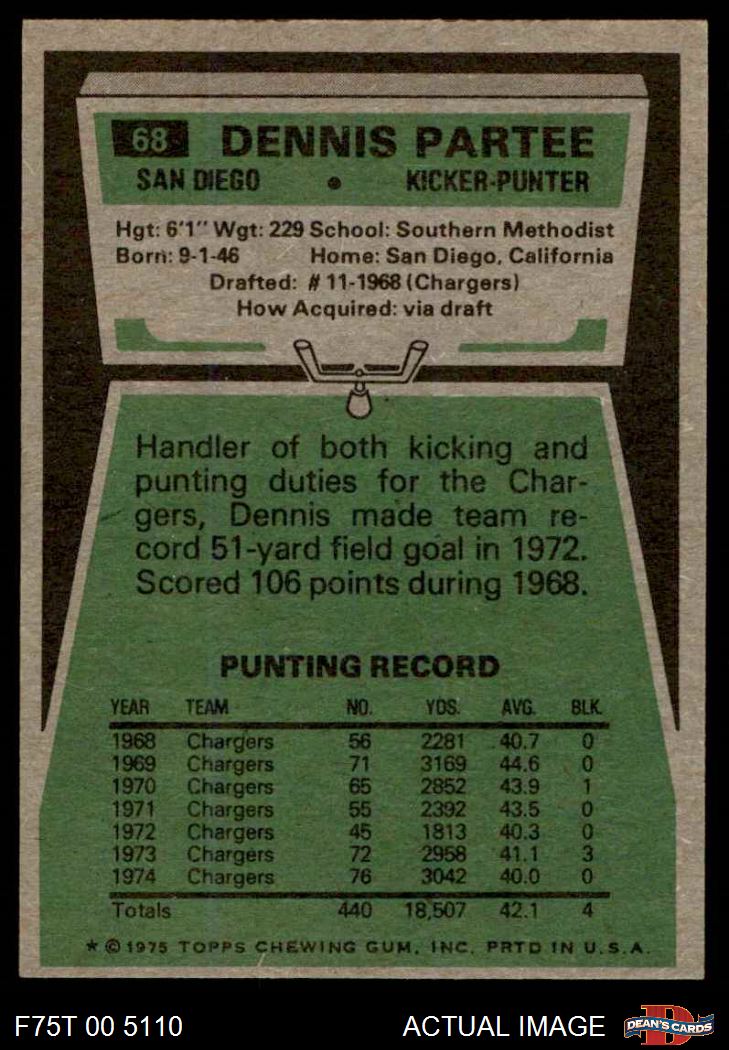 68 DENNIS PARTEE
SAN DIEGO • KICKER-PUNTER
Hgt: 6'1" Wgt: 229 School: Southern Methodist
Born: 9-1-46 Home: San Diego, California
Drafted: # 11-1968 (Chargers)
How Acquired: via draft
Handler of both kicking and
punting duties for the Char-
gers, Dennis made team re-
cord 51-yard field goal in 1972.
Scored 106 points during 1968.
PUNTING RECORD
YEAR TEAM NO. YDS. AVG. BLK.
1968 Chargers 56 2281 40.7 0
1969 Chargers 71 3169 44.6 0
1970 Chargers 65 2852 43.9 1
1971 Chargers 55 2392 43.5 0
1972 Chargers 45 1813 40.3 0
1973 Chargers 72 2958 41.1 3
1974 Chargers 76 3042 40.0 0
Totals 440 18,507 42.1 4
★ © 1975 TOPPS CHEWING GUM, INC. PRTD IN U.S.A.
F75T 00 5110 ACTUAL IMAGE D DEAN'S CARDS